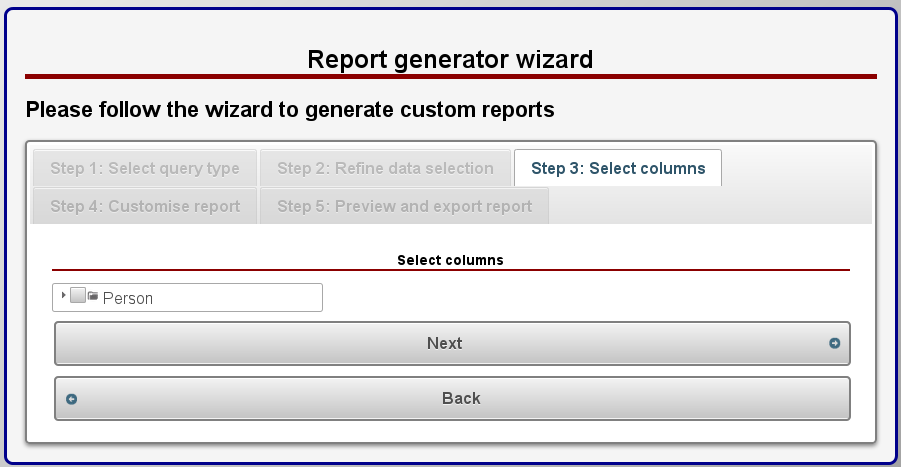 Report generator wizard
Please follow the wizard to generate custom reports
Step 1: Select query type Step 2: Refine data selection Step 3: Select columns
Step 4: Customise report Step 5: Preview and export report
Select columns
Person
Next
Back